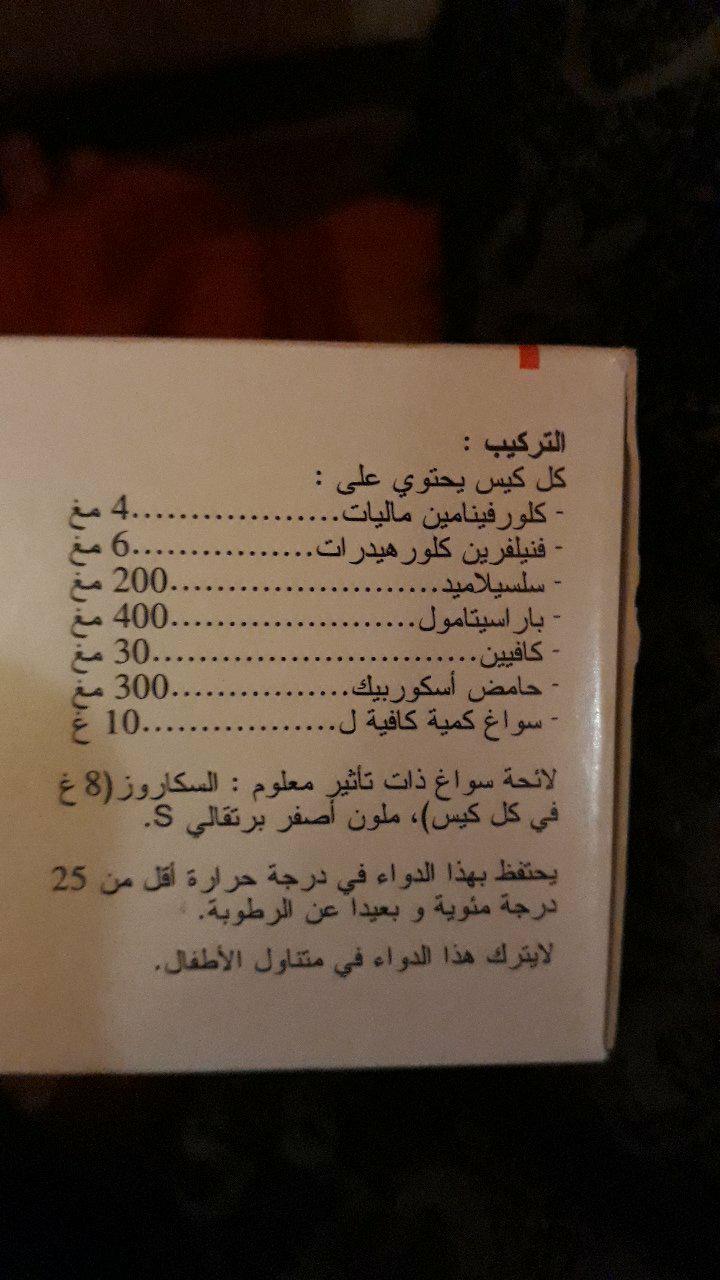 التركيب :
كل كيس يحتوي على :
- كلورفينامين ماليات..................4 مغ
- فنيلفرين كلورهيدرات................6 مغ
- سلسيلاميد.......................200 مغ
- باراسيتامول.....................400 مغ
- كافيين............................30 مغ
- حامض أسكوربيك................300 مغ
- سواغ كمية كافية ل.................10 غ
لائحة سواغ ذات تأثير معلوم : السكاروز(8 غ
في كل كيس)، ملون أصفر برتقالي S.
يحتفظ بهذا الدواء في درجة حرارة أقل من 25
درجة مئوية و بعيدا عن الرطوبة.
لايترك هذا الدواء في متناول الأطفال.